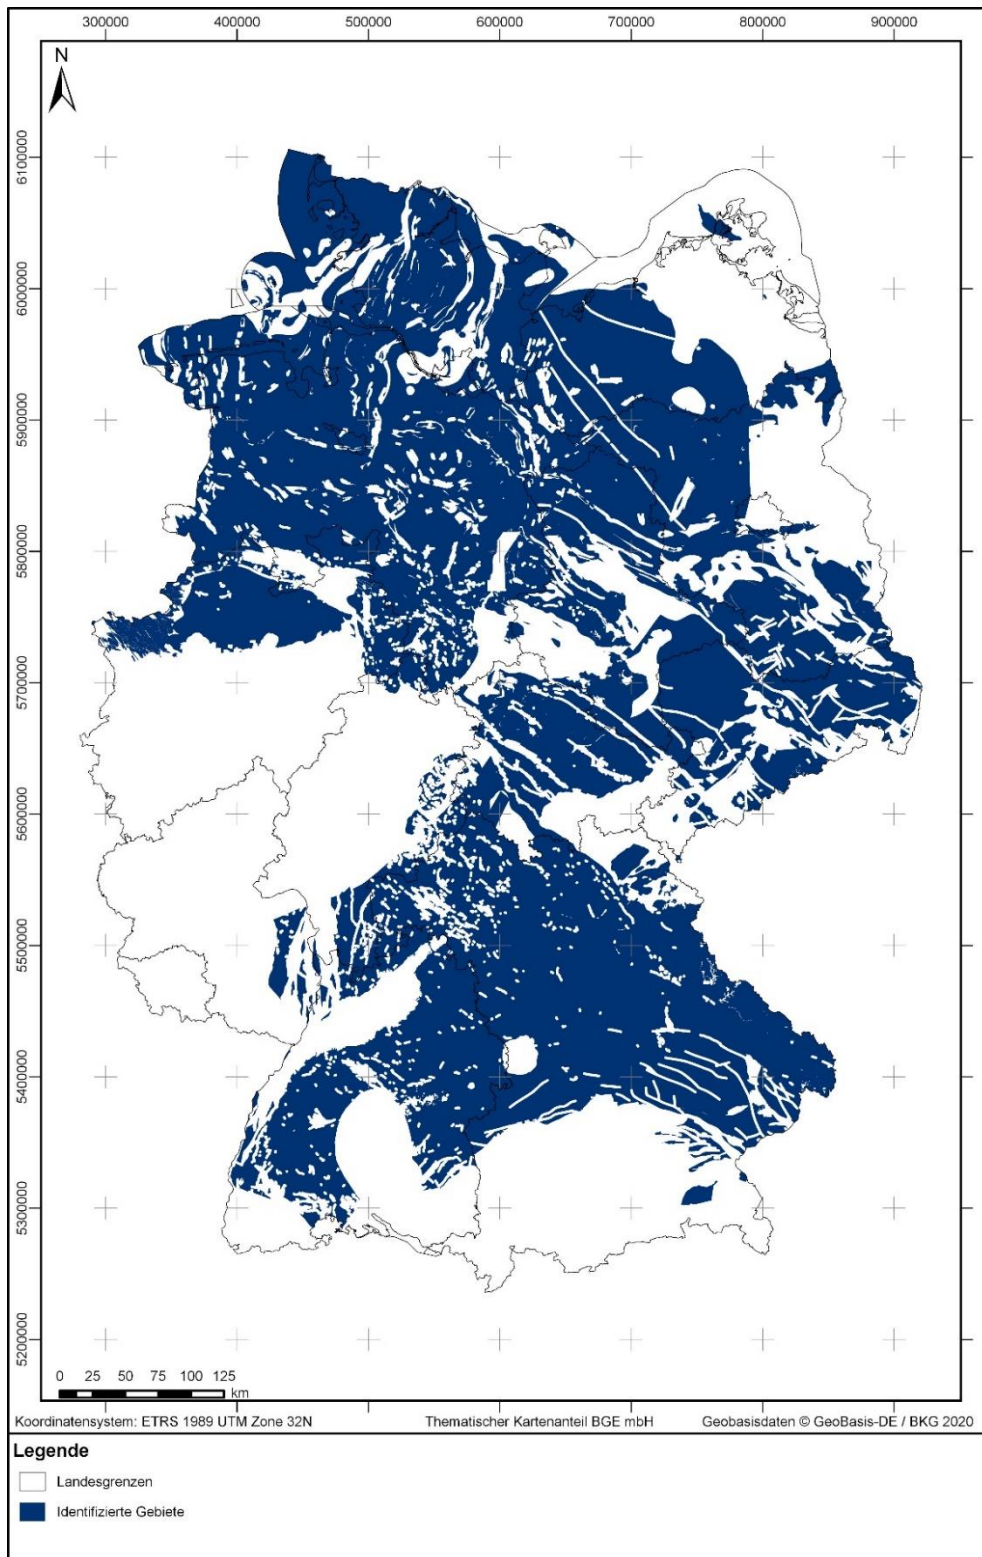 300000 400000 500000 600000 700000 800000 900000
N
6100000
6000000
5900000
5800000
5700000
5600000
5500000
5400000
5300000
5200000
0 25 50 75 100 125
km
Koordinatensystem: ETRS 1989 UTM Zone 32N Thematischer Kartenanteil BGE mbH Geobasisdaten © GeoBasis-DE / BKG 2020
Legende
Landesgrenzen
Identifizierte Gebiete